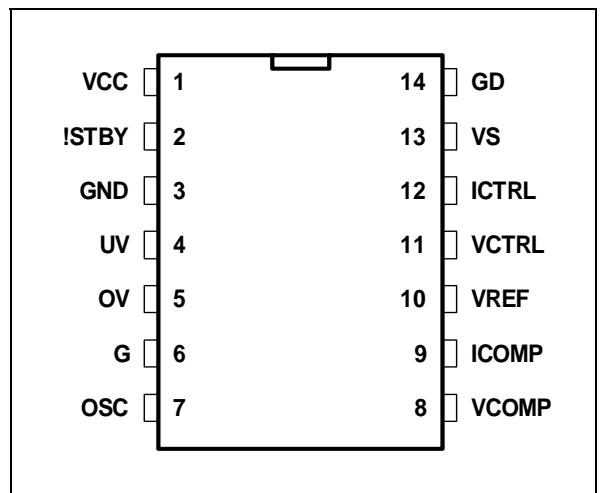 VCC 1 14 GD
!STBY 2 13 VS
GND 3 12 ICTRL
UV 4 11 VCTRL
OV 5 10 VREF
G 6 9 ICOMP
OSC 7 8 VCOMP